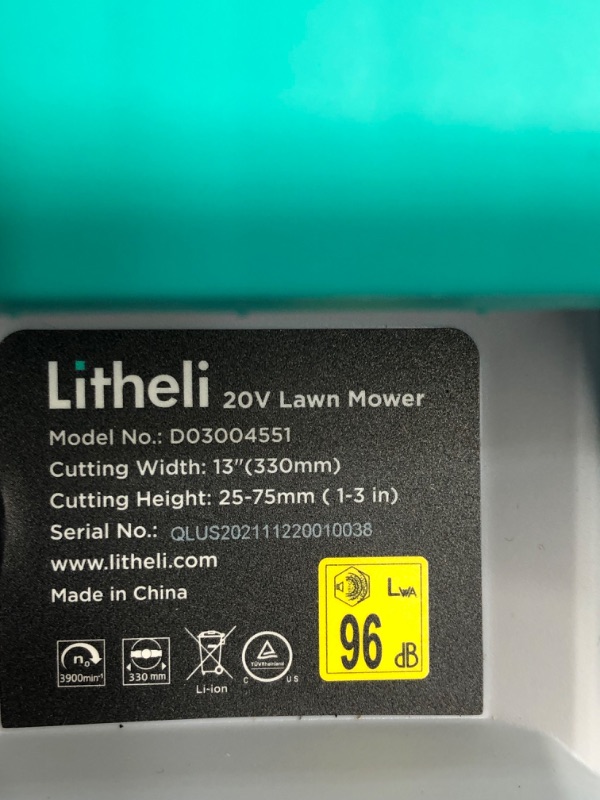 Litheli 20V Lawn Mower
Model No.: D03004551
Cutting Width: 13"(330mm)
Cutting Height: 25-75mm ( 1-3 in)
Serial No.: QLUS202111220010038
www.litheli.com
Made in China
LWA
96 dB
n₀
3900min⁻¹
330 mm
Li-ion
TÜVRheinland
C US